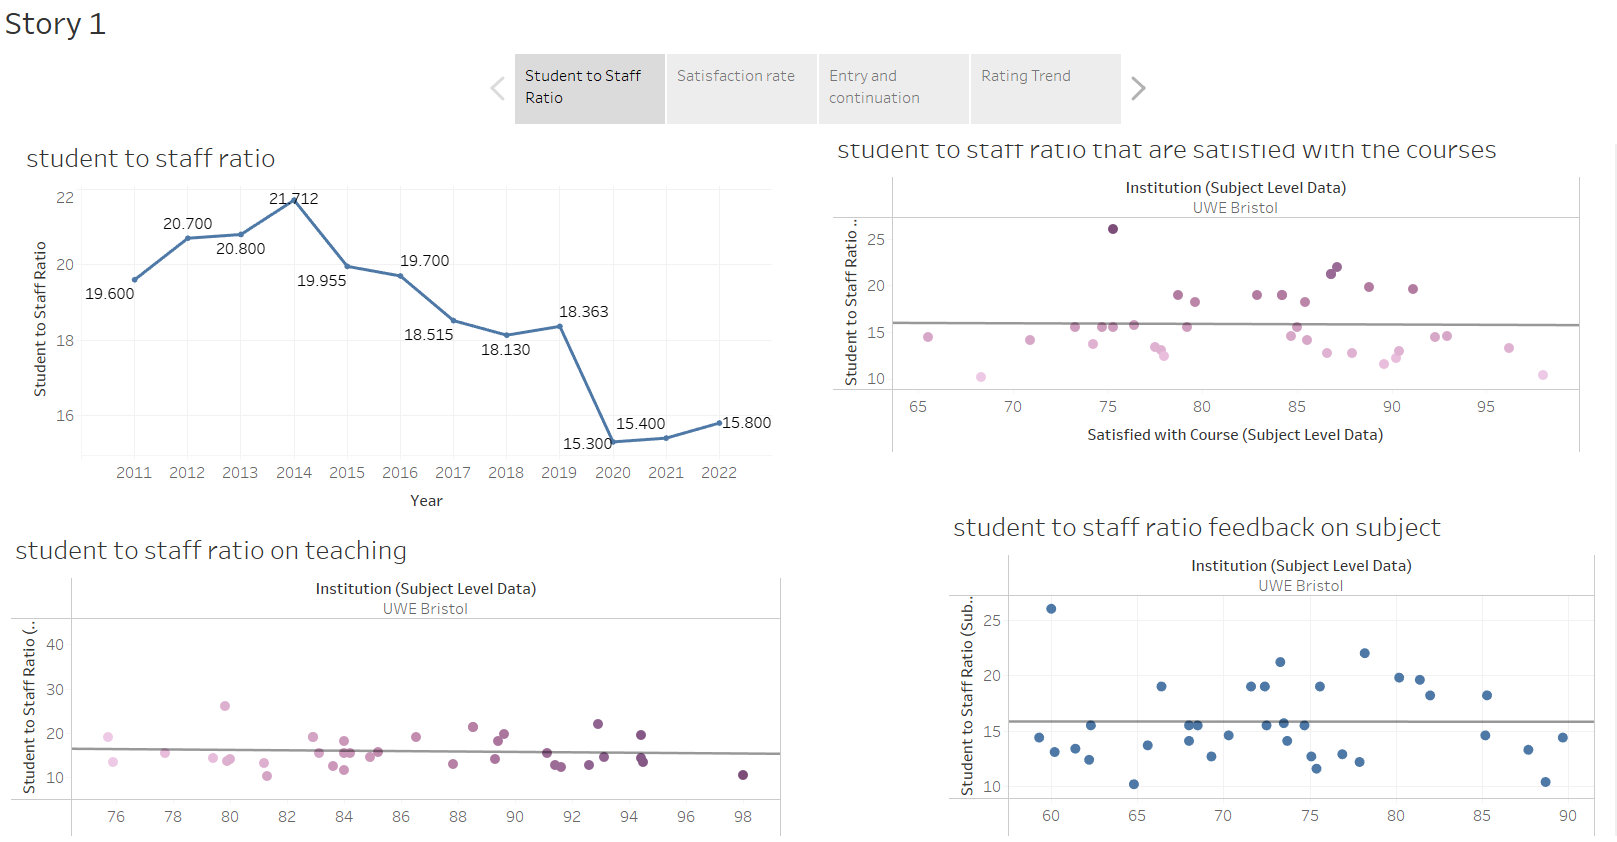 Story 1
Student to Staff
Ratio
Satisfaction rate
Entry and
continuation
Rating Trend
student to staff ratio
Student to Staff Ratio
22
20
18
16
19.600
20.700
20.800
21.712
19.955
19.700
18.515
18.130
18.363
15.300
15.400
15.800
2011 2012 2013 2014 2015 2016 2017 2018 2019 2020 2021 2022
Year
student to staff ratio that are satisfied with the courses
Institution (Subject Level Data)
UWE Bristol
Student to Staff Ratio ..
25
20
15
10
65 70 75 80 85 90 95
Satisfied with Course (Subject Level Data)
student to staff ratio on teaching
Institution (Subject Level Data)
UWE Bristol
Student to Staff Ratio (..
40
30
20
10
76 78 80 82 84 86 88 90 92 94 96 98
student to staff ratio feedback on subject
Institution (Subject Level Data)
UWE Bristol
Student to Staff Ratio (Sub..
25
20
15
10
60 65 70 75 80 85 90